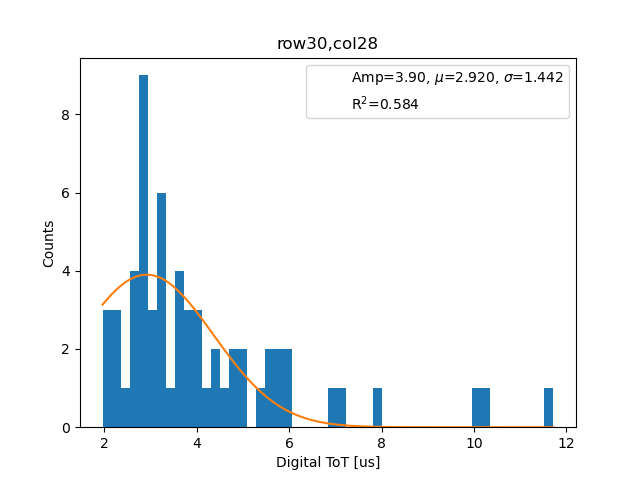 row30,col28
Amp=3.90, μ=2.920, σ=1.442
R²=0.584
Counts
8
6
4
2
0
2 4 6 8 10 12
Digital ToT [us]